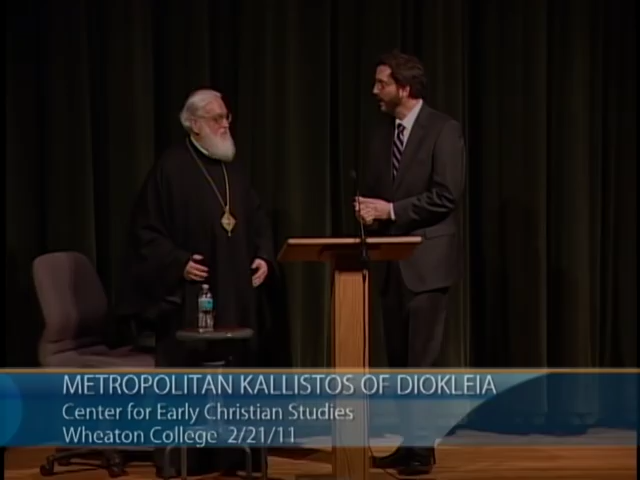 METROPOLITAN KALLISTOS OF DIOKLEIA
Center for Early Christian Studies
Wheaton College 2/21/11